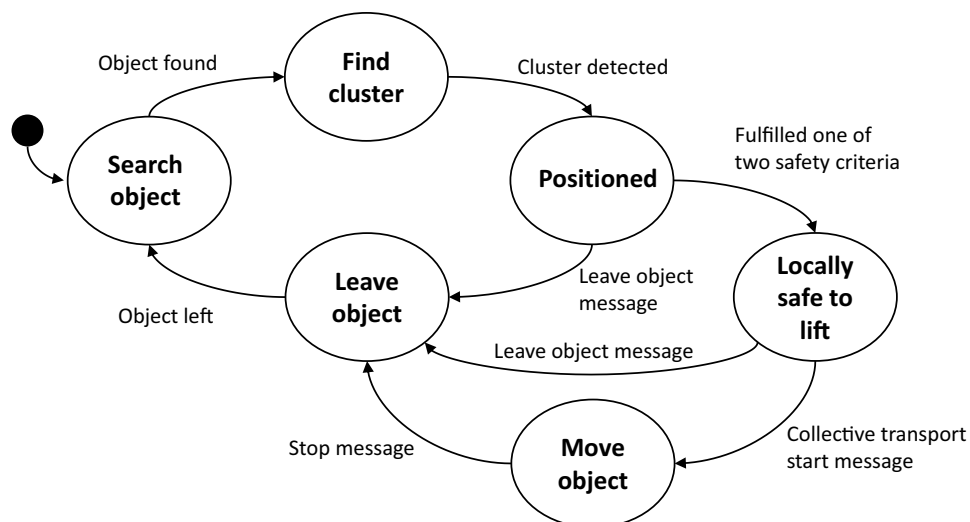 Find
cluster
Object found
Cluster detected
Search
object
Positioned
Fulfilled one of
two safety criteria
Leave
object
Leave object
message
Locally
safe to
lift
Object left
Leave object message
Stop message
Move
object
Collective transport
start message